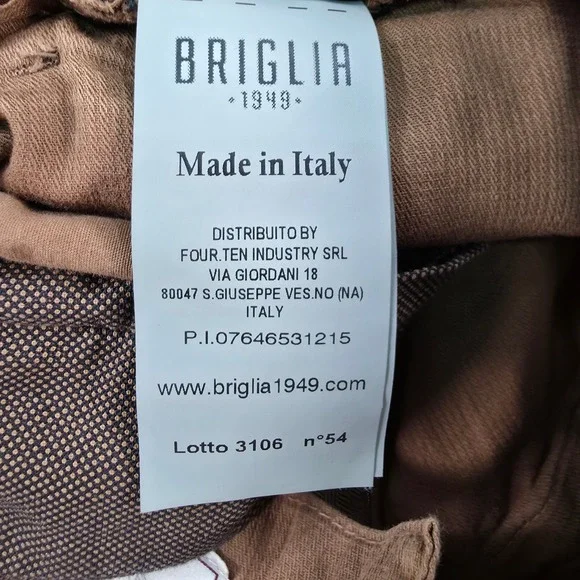 BRIGLIA
• 1949 •
Made in Italy
DISTRIBUITO BY
FOUR.TEN INDUSTRY SRL
VIA GIORDANI 18
80047 S.GIUSEPPE VES.NO (NA)
ITALY
P.I.07646531215
www.briglia1949.com
Lotto 3106 n°54